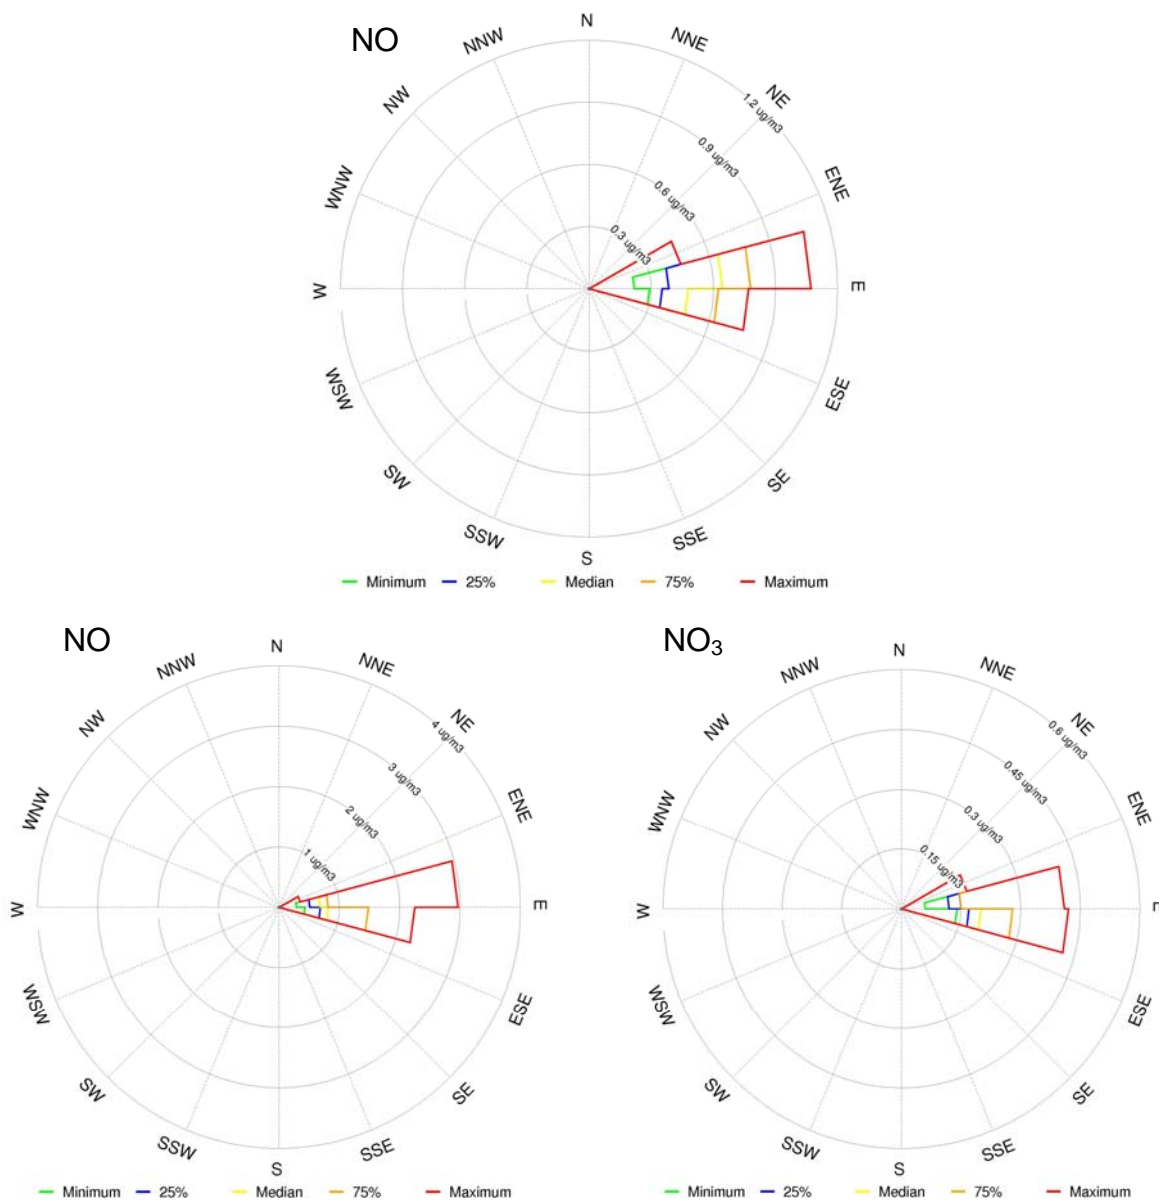 NO
N
NNW
NNE
NW
NE
1.2 ug/m3
0.9 ug/m3
WNW
ENE
0.6 ug/m3
0.3 ug/m3
W
E
WSW
ESE
SW
SE
SSW
SSE
S
Minimum 25% Median 75% Maximum
NO
N
NNW
NNE
NW
NE
4 ug/m3
3 ug/m3
WNW
ENE
2 ug/m3
1 ug/m3
W
E
WSW
ESE
SW
SE
SSW
SSE
S
Minimum 25% Median 75% Maximum
NO₃
N
NNW
NNE
NW
NE
0.6 ug/m3
0.45 ug/m3
WNW
ENE
0.3 ug/m3
0.15 ug/m3
W
WSW
ESE
SW
SE
SSW
SSE
S
Minimum 25% Median 75% Maximum